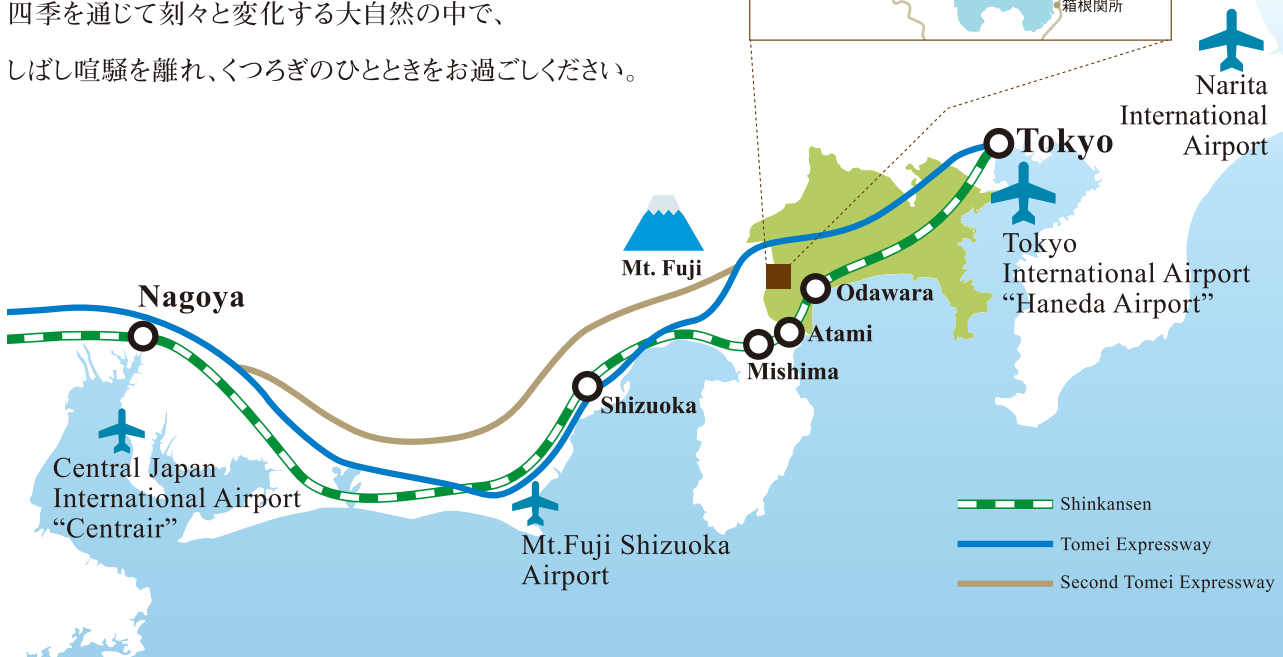 四季を通じて刻々と変化する大自然の中で、
しばし喧騒を離れ、くつろぎのひとときをお過ごしください。
箱根関所
Narita
International
Airport
Tokyo
Tokyo
International Airport
“Haneda Airport”
Mt. Fuji
Odawara
Atami
Mishima
Nagoya
Shizuoka
Central Japan
International Airport
“Centrair”
Mt.Fuji Shizuoka
Airport
Shinkansen
Tomei Expressway
Second Tomei Expressway